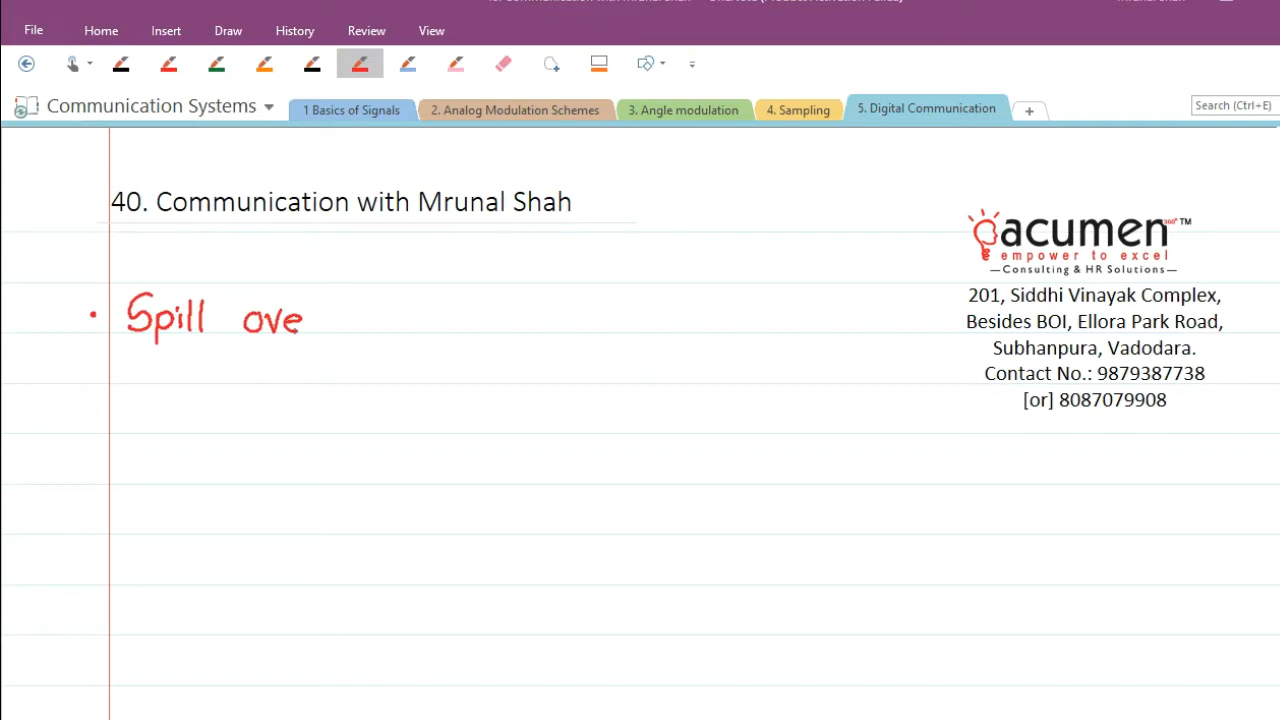 File Home Insert Draw History Review View
Communication Systems 1 Basics of Signals 2. Analog Modulation Schemes 3. Angle modulation 4. Sampling 5. Digital Communication + Search (Ctrl+E)
40. Communication with Mrunal Shah
acumen 360° TM
empower to excel
—Consulting & HR Solutions—
201, Siddhi Vinayak Complex,
Besides BOI, Ellora Park Road,
Subhanpura, Vadodara.
Contact No.: 9879387738
[or] 8087079908
• Spill ove